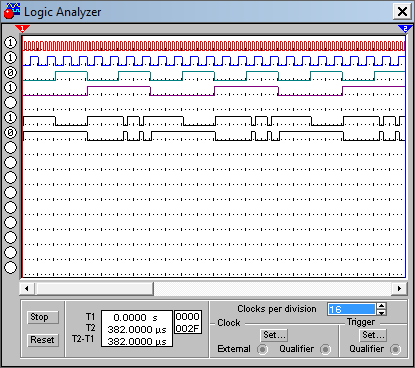 Logic Analyzer
1
2
1
1
0
1
1
0
Stop
Reset
T1 0.0000 s 0000
T2 382.0000 µs 002F
T2-T1 382.0000 µs
Clocks per division 16
Clock
Set...
External Qualifier
Trigger
Set...
Qualifier